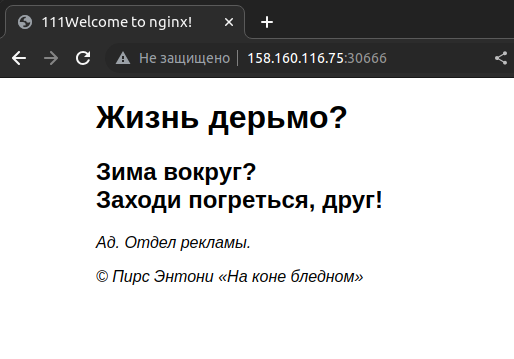 111Welcome to nginx!
Не защищено
158.160.116.75:30666
Жизнь дерьмо?
Зима вокруг?
Заходи погреться, друг!
Ад. Отдел рекламы.
© Пирс Энтони «На коне бледном»